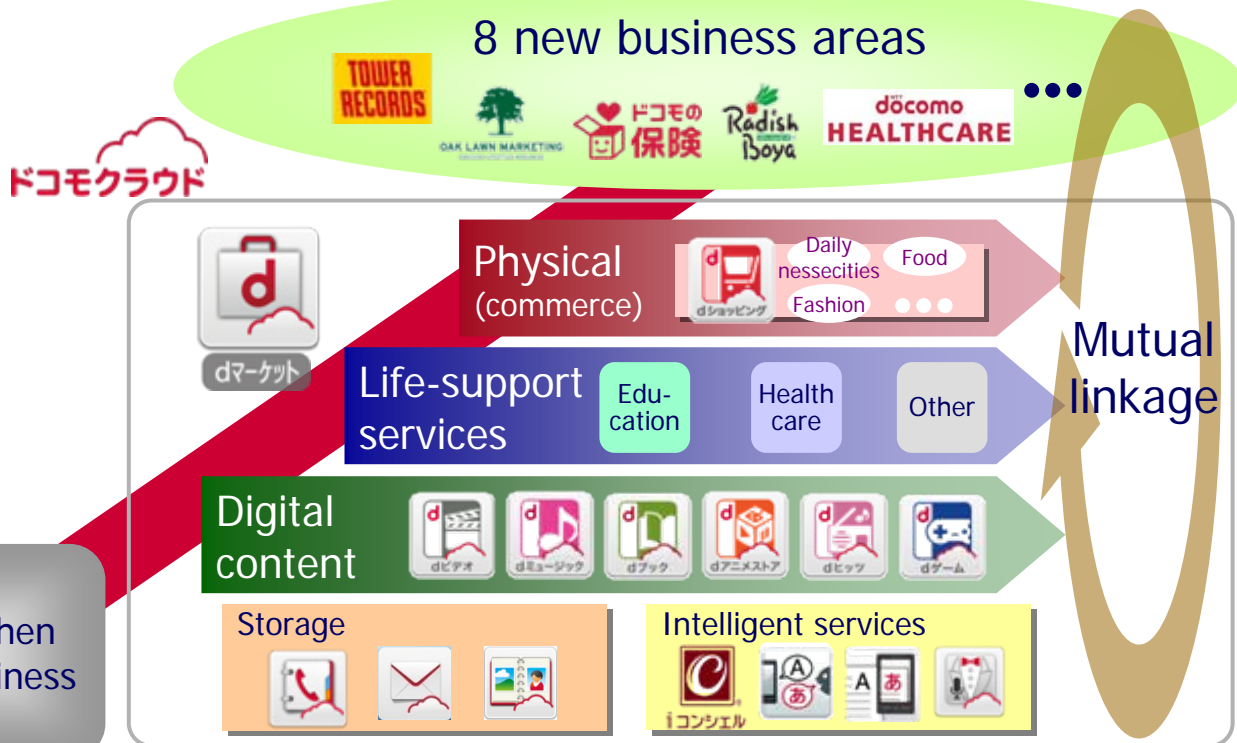 8 new business areas
TOWER
RECORDS
OAK LAWN MARKETING
ドコモの
保険
Radish
Boya
döcomo
HEALTHCARE
•••
ドコモクラウド
d
dマーケット
Physical
(commerce)
d
dショッピング
Daily
nessecities
Food
Fashion
Mutual
linkage
Life-support
services
Edu-
cation
Health
care
Other
Digital
content
d
dビデオ
d
dミュージック
d
dブック
d
dアニメストア
d
dヒッツ
d
dゲーム
hen
iness
Storage
Intelligent services
iコンシェル
A
あ
A
あ